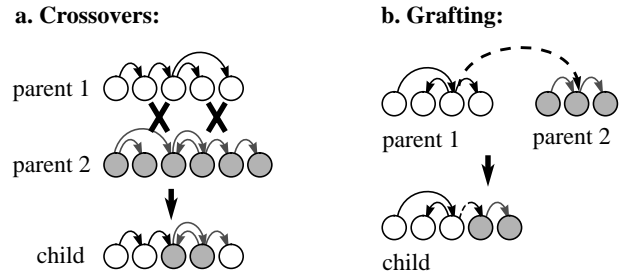 a. Crossovers:
parent 1
parent 2
child
b. Grafting:
parent 1
parent 2
child